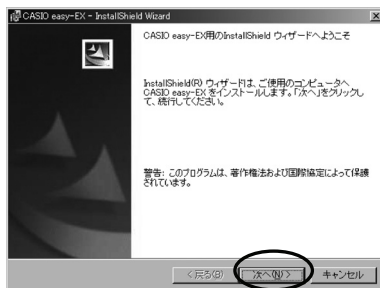 CASIO easy-EX - InstallShield Wizard
CASIO easy-EX用のInstallShield ウィザードへようこそ
InstallShield(R) ウィザードは、ご使用のコンピュータへ
CASIO easy-EX をインストールします。「次へ」をクリックし
て、続行してください。
警告: このプログラムは、著作権法および国際協定によって保護
されています。
< 戻る(B)
次へ(N) >
キャンセル